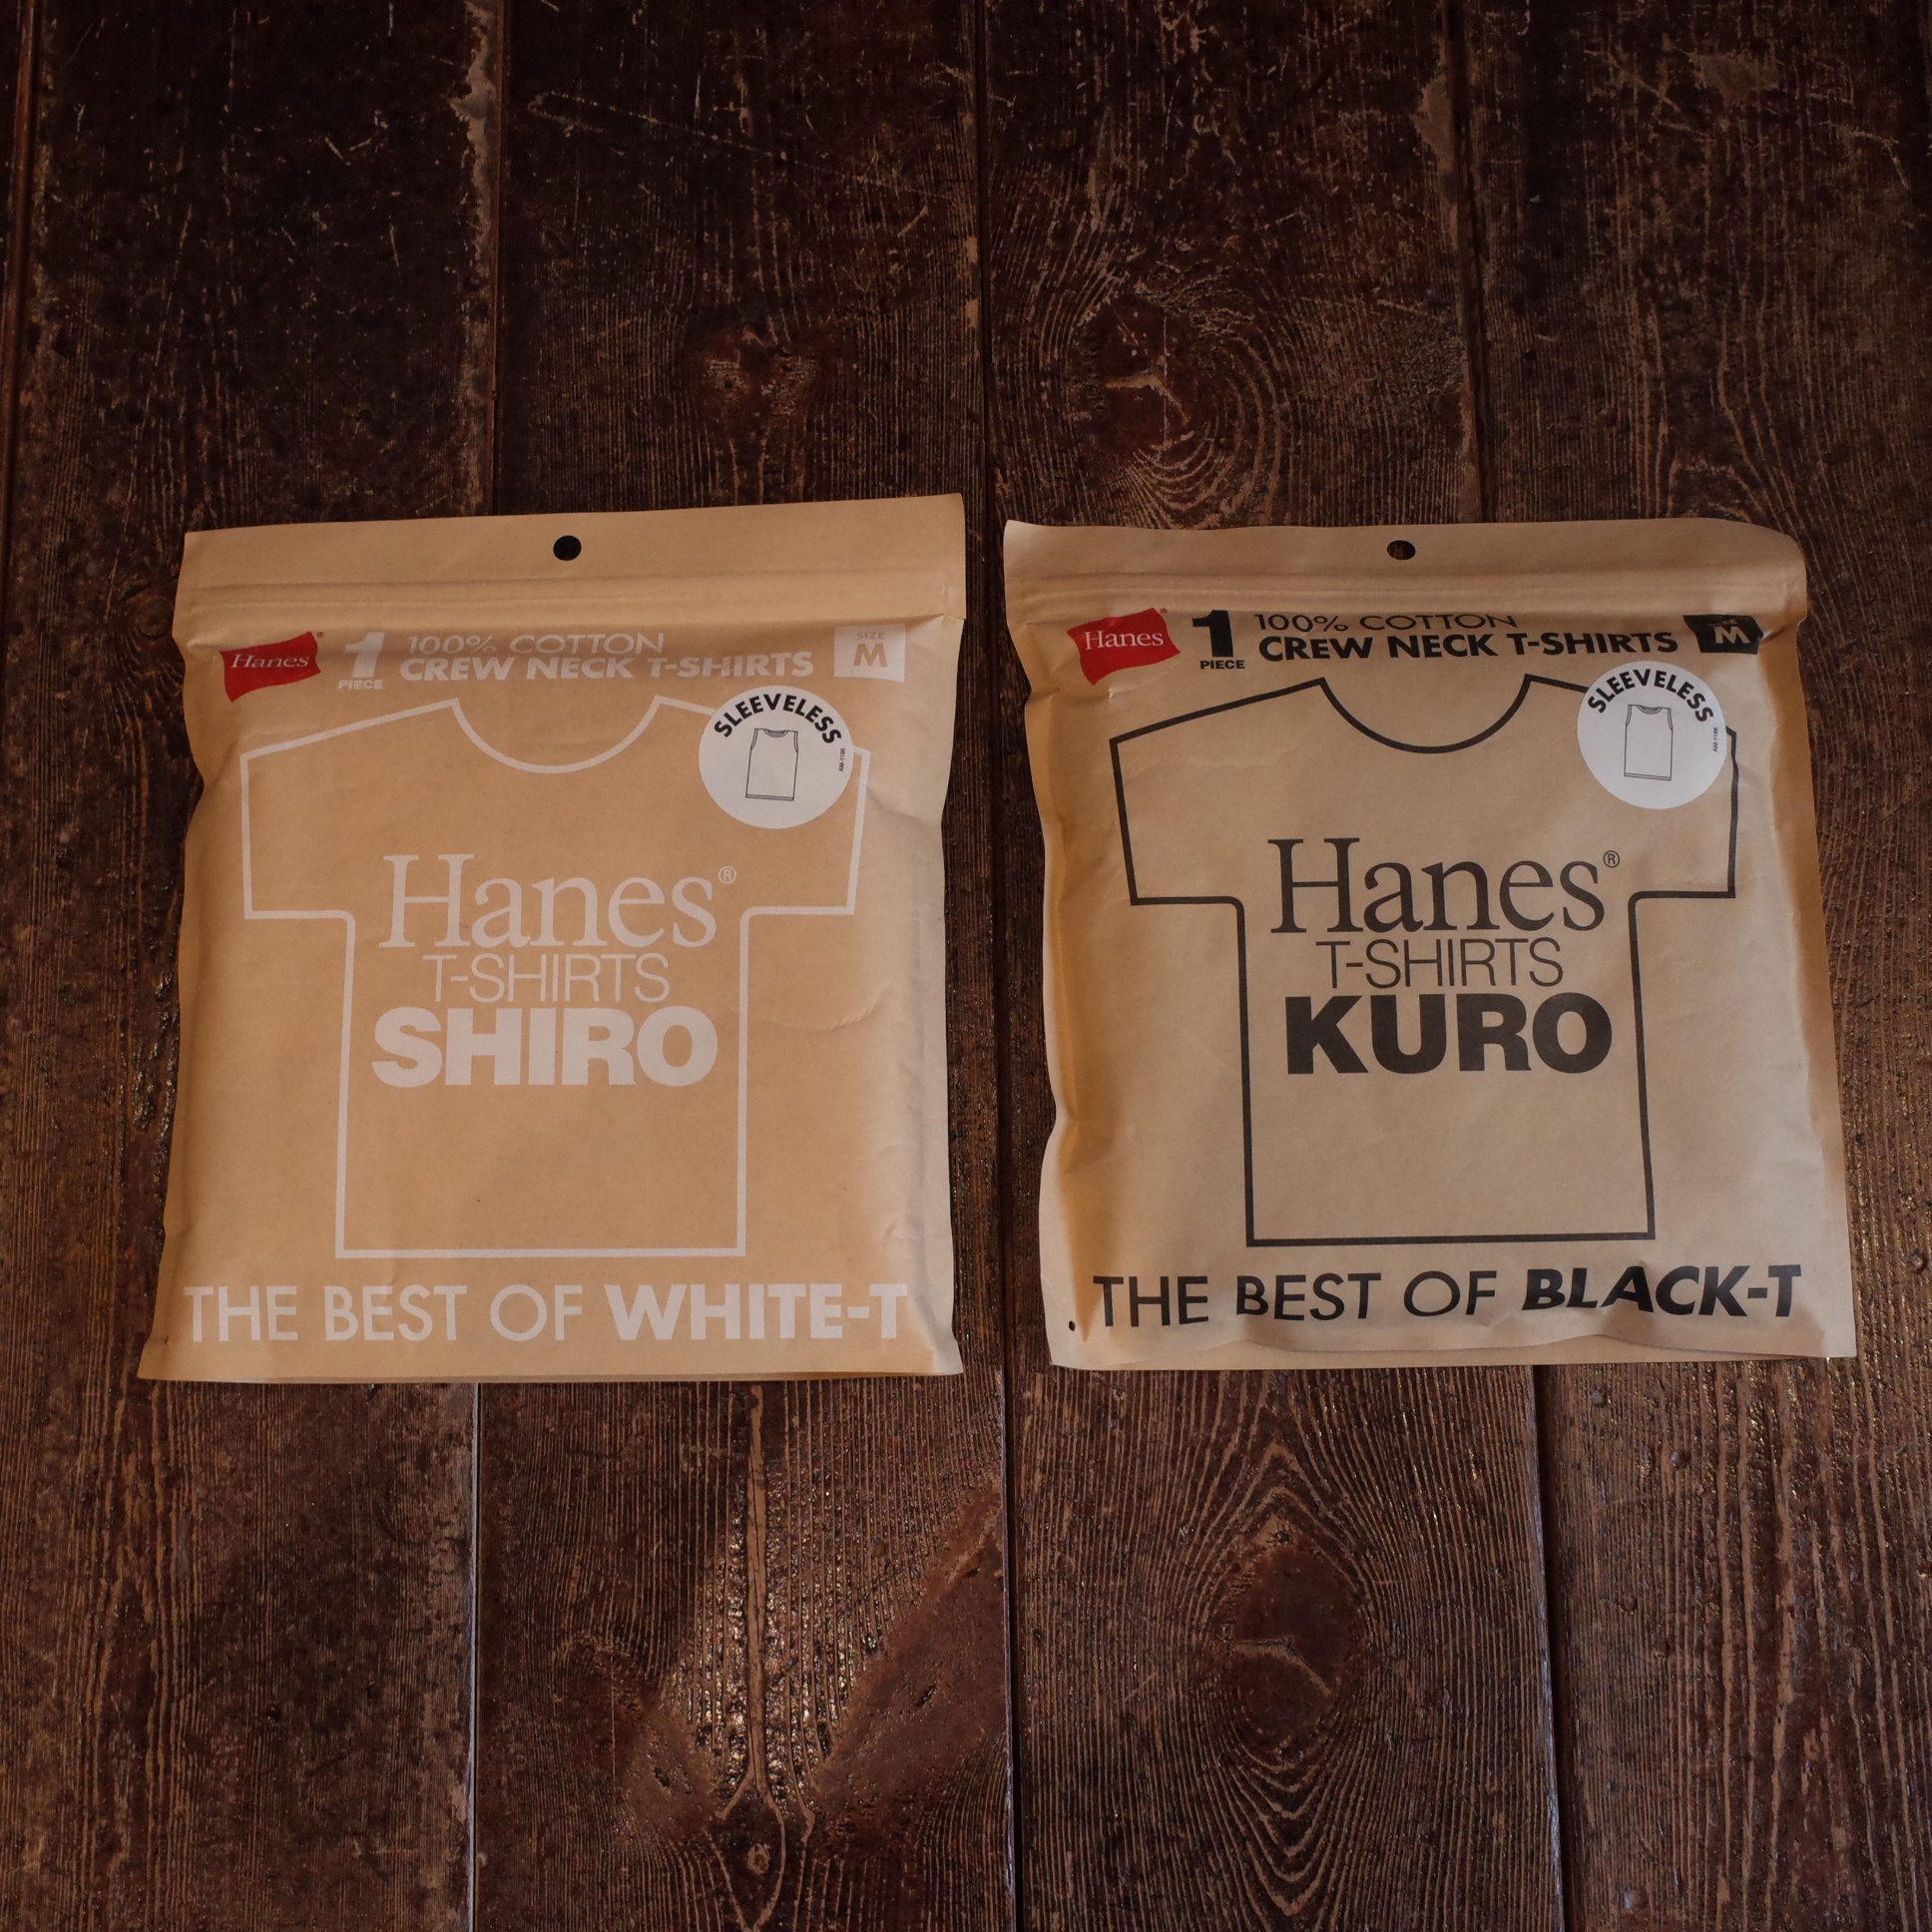 Hanes
1
PIECE
100% COTTON
CREW NECK T-SHIRTS
SIZE
M
SLEEVELESS
Hanes®
T-SHIRTS
SHIRO
THE BEST OF WHITE-T
Hanes
1
PIECE
100% COTTON
CREW NECK T-SHIRTS
M
SLEEVELESS
Hanes®
T-SHIRTS
KURO
THE BEST OF BLACK-T